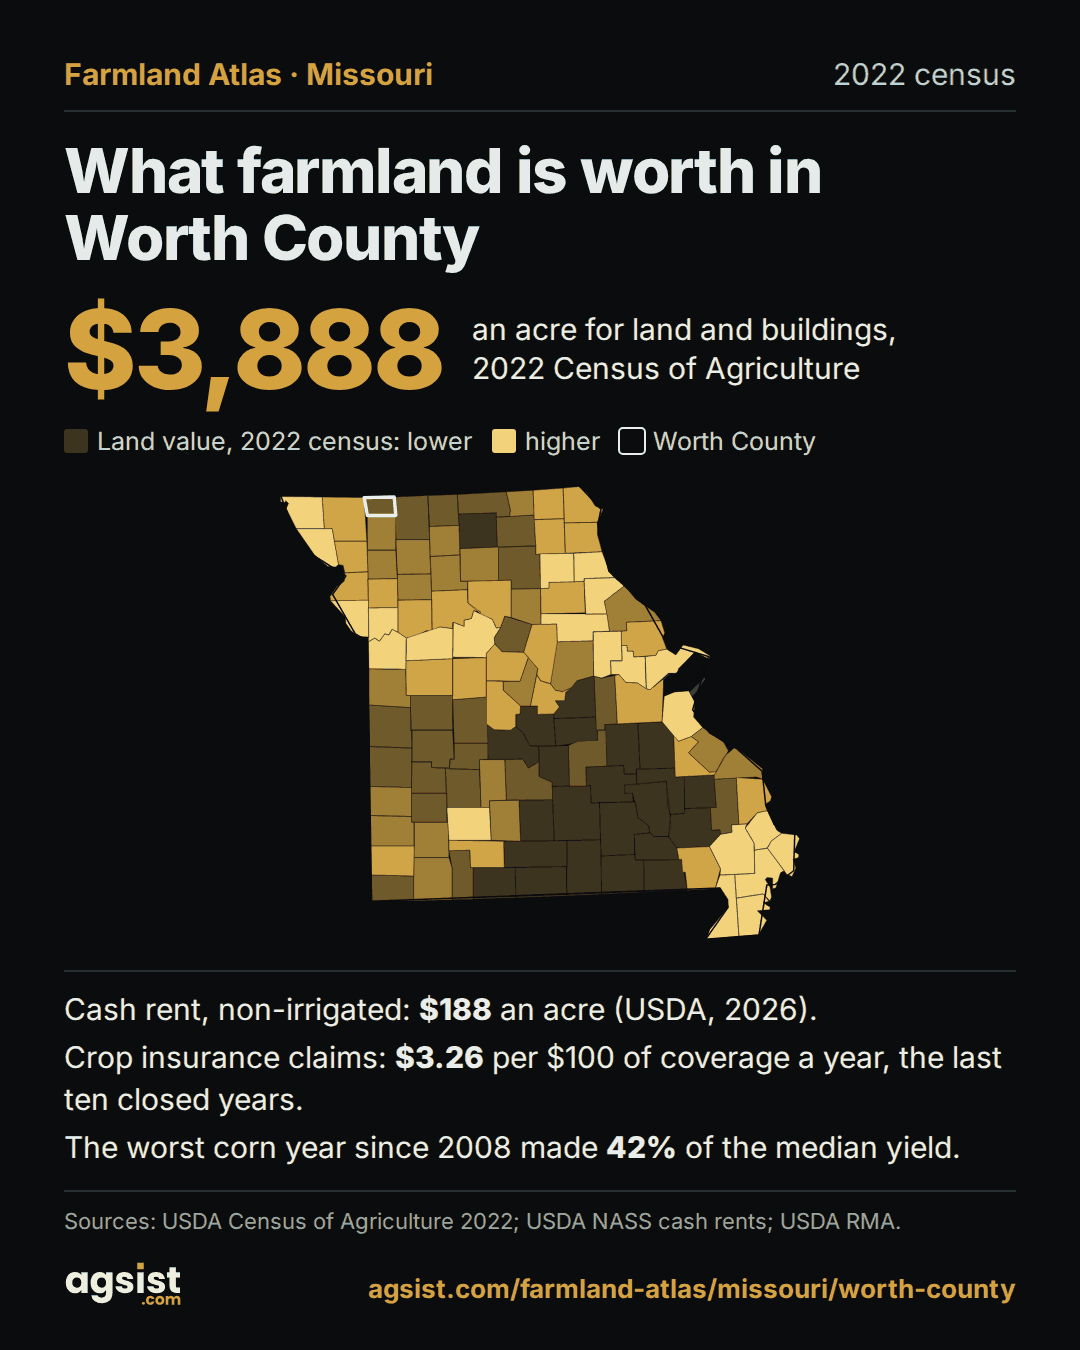 Farmland Atlas · Missouri
2022 census
What farmland is worth in
Worth County
$3,888
an acre for land and buildings,
2022 Census of Agriculture
Land value, 2022 census: lower
higher
Worth County
Cash rent, non-irrigated: $188 an acre (USDA, 2026).
Crop insurance claims: $3.26 per $100 of coverage a year, the last
ten closed years.
The worst corn year since 2008 made 42% of the median yield.
Sources: USDA Census of Agriculture 2022; USDA NASS cash rents; USDA RMA.
agsist
.com
agsist.com/farmland-atlas/missouri/worth-county